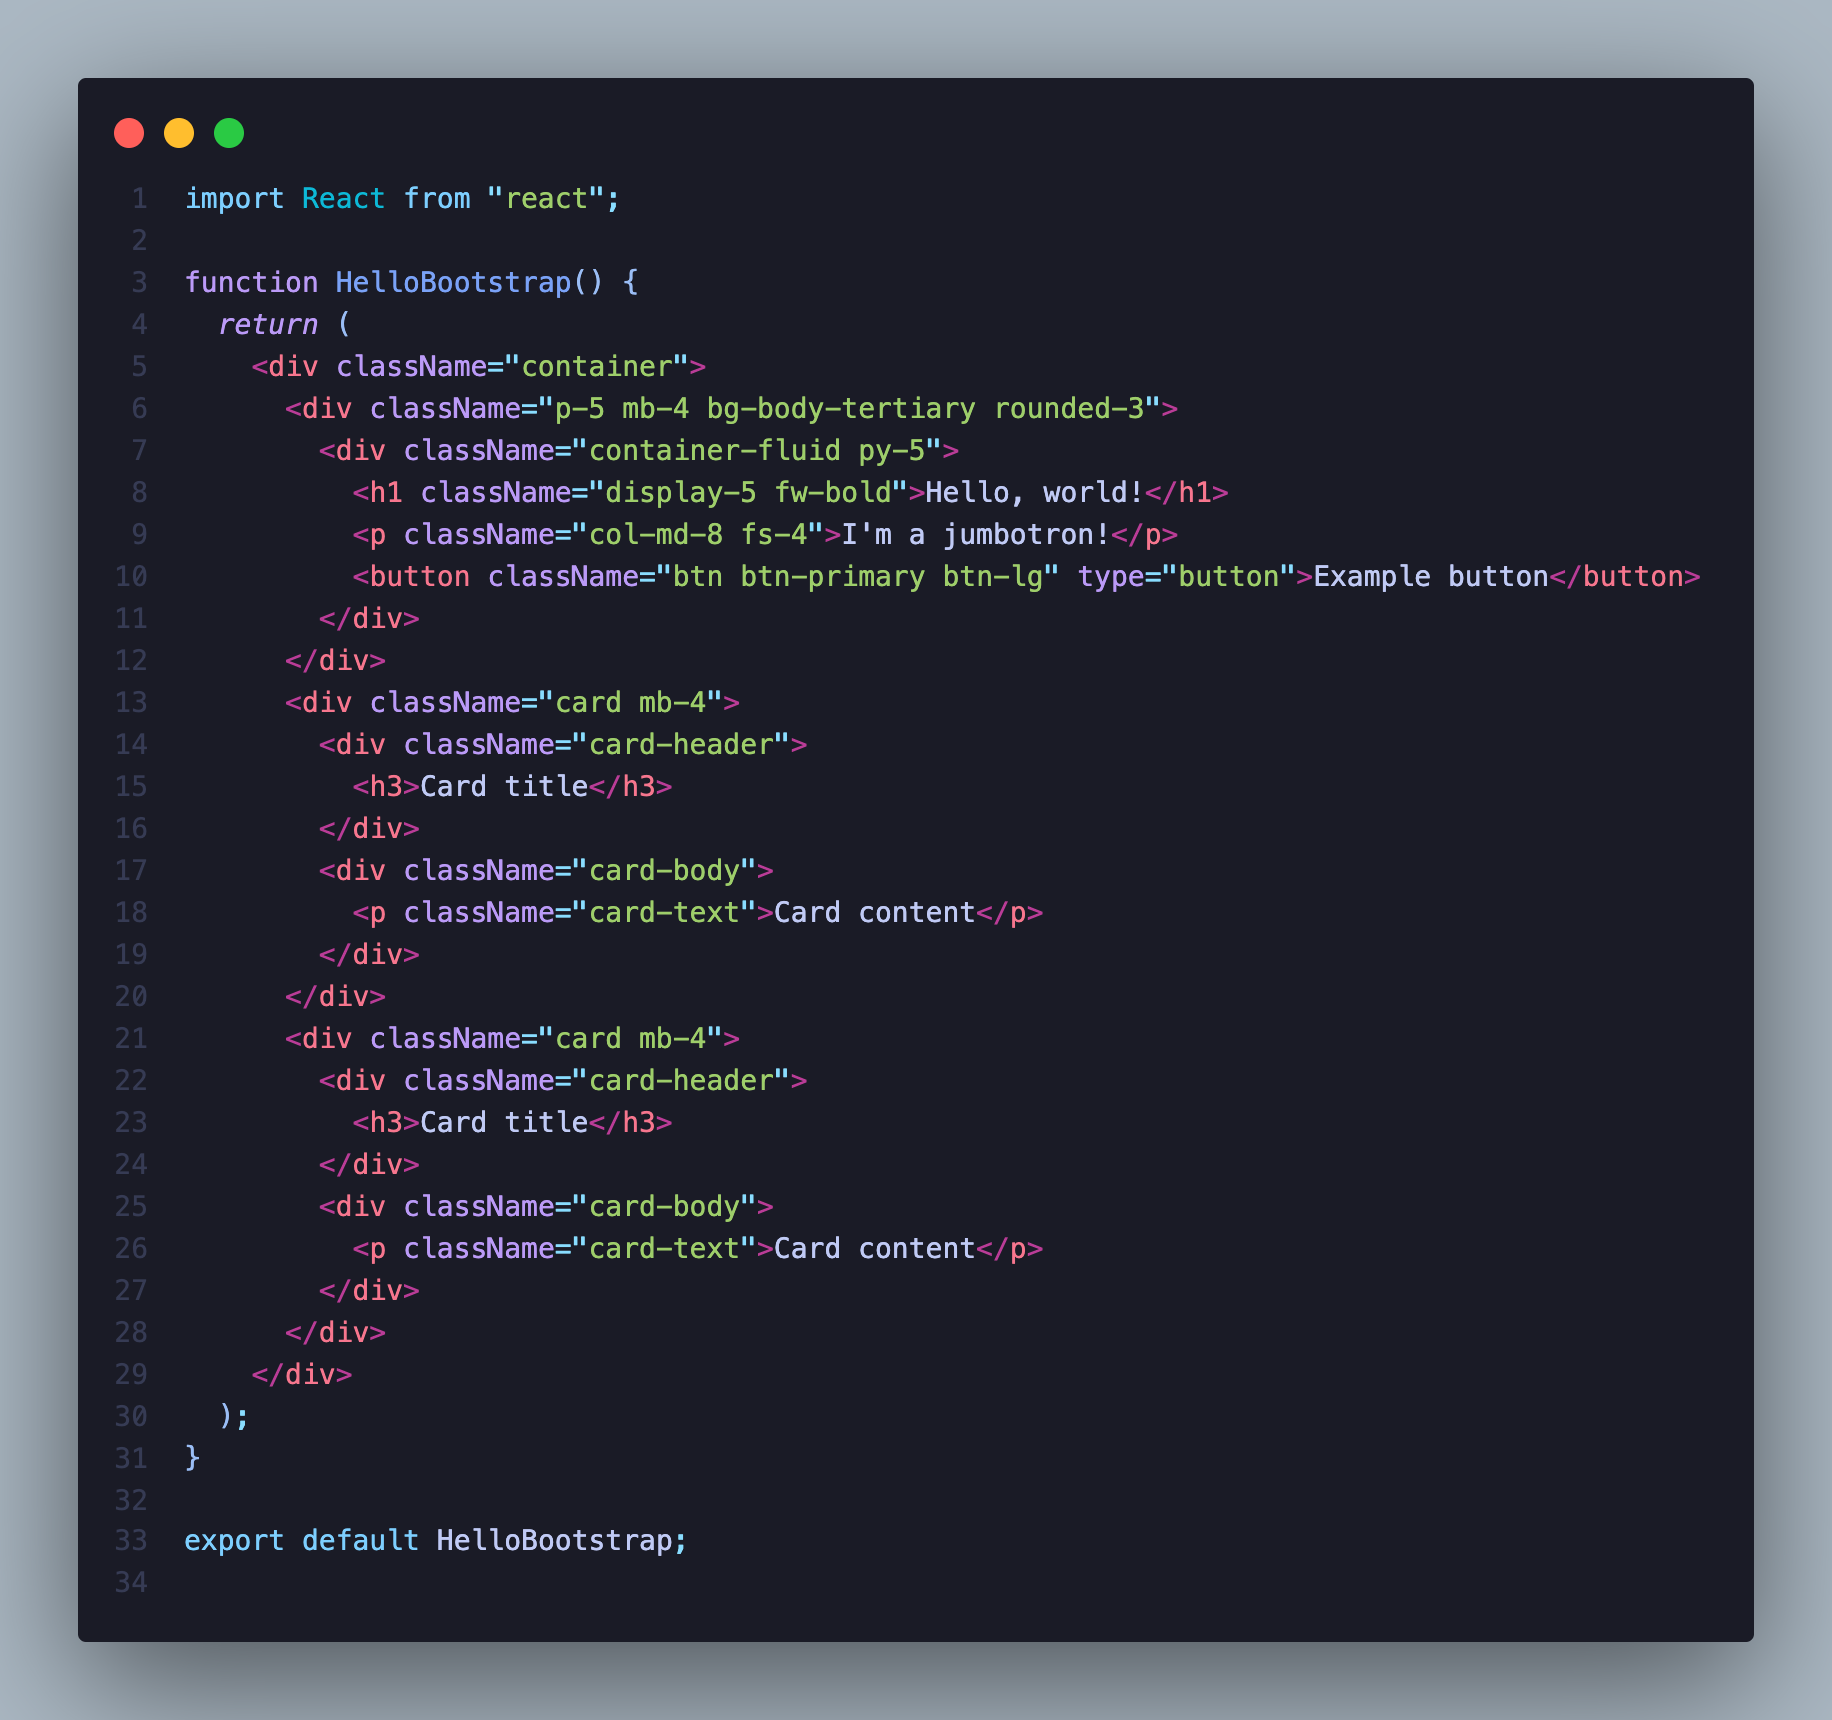 1 import React from "react";
2
3 function HelloBootstrap() {
4   return (
5     <div className="container">
6       <div className="p-5 mb-4 bg-body-tertiary rounded-3">
7         <div className="container-fluid py-5">
8           <h1 className="display-5 fw-bold">Hello, world!</h1>
9           <p className="col-md-8 fs-4">I'm a jumbotron!</p>
10           <button className="btn btn-primary btn-lg" type="button">Example button</button>
11         </div>
12       </div>
13       <div className="card mb-4">
14         <div className="card-header">
15           <h3>Card title</h3>
16         </div>
17         <div className="card-body">
18           <p className="card-text">Card content</p>
19         </div>
20       </div>
21       <div className="card mb-4">
22         <div className="card-header">
23           <h3>Card title</h3>
24         </div>
25         <div className="card-body">
26           <p className="card-text">Card content</p>
27         </div>
28       </div>
29     </div>
30   );
31 }
32
33 export default HelloBootstrap;
34